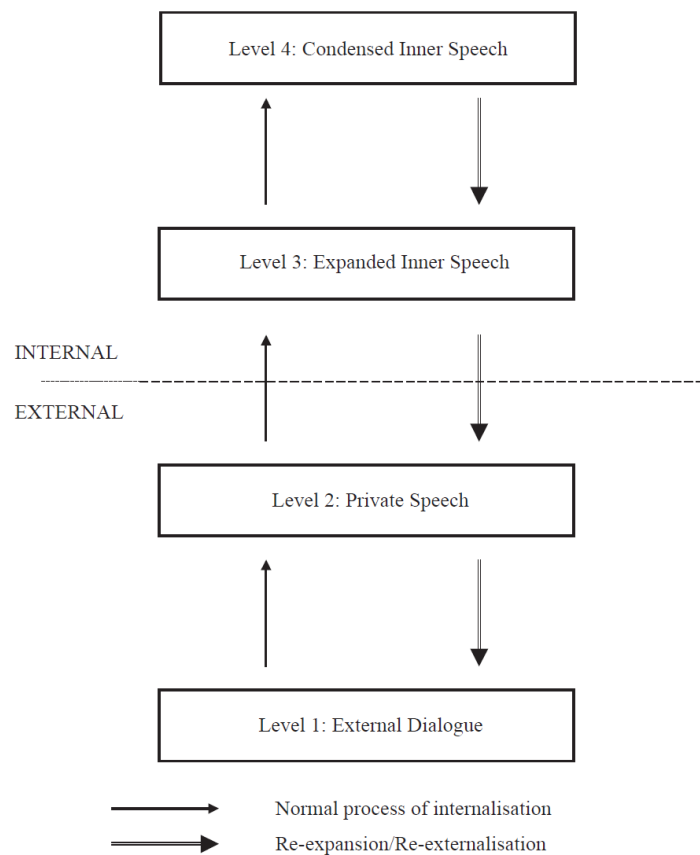 Level 4: Condensed Inner Speech
Level 3: Expanded Inner Speech
INTERNAL
EXTERNAL
Level 2: Private Speech
Level 1: External Dialogue
Normal process of internalisation
Re-expansion/Re-externalisation